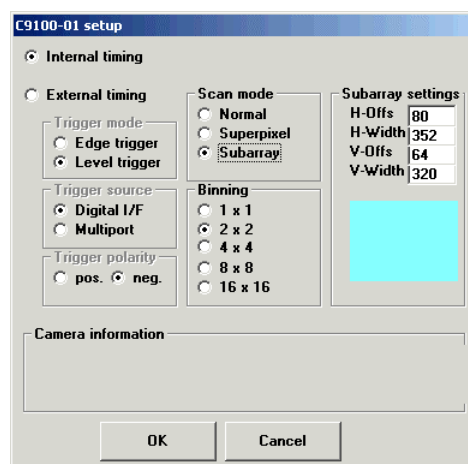 C9100-01 setup
Internal timing
External timing
Trigger mode
Edge trigger
Level trigger
Trigger source
Digital I/F
Multiport
Trigger polarity
pos. neg.
Scan mode
Normal
Superpixel
Subarray
Binning
1 x 1
2 x 2
4 x 4
8 x 8
16 x 16
Subarray settings
H-Offs 80
H-Width 352
V-Offs 64
V-Width 320
Camera information
OK Cancel